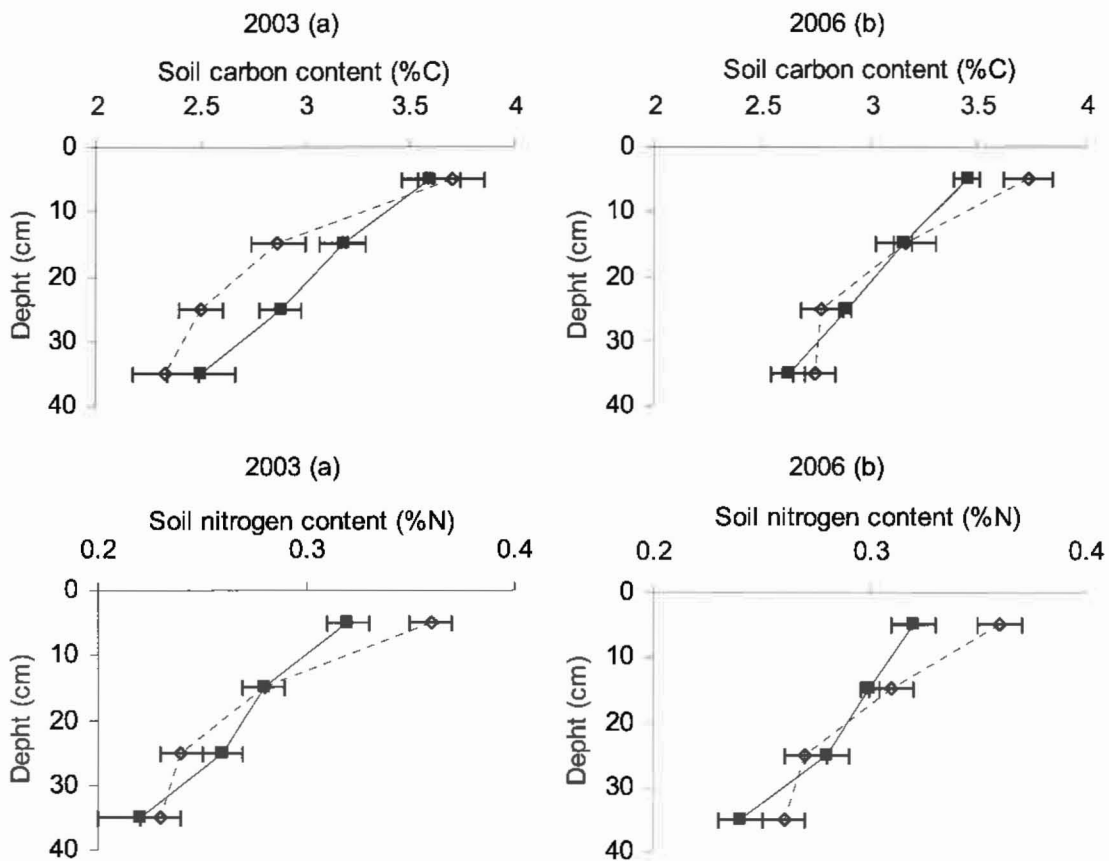 2003 (a)
2006 (b)
Soil carbon content (%C)
Soil carbon content (%C)
2 2.5 3 3.5 4
2 2.5 3 3.5 4
0
10
20
30
40
Depht (cm)
0
10
20
30
40
Depht (cm)
2003 (a)
2006 (b)
Soil nitrogen content (%N)
Soil nitrogen content (%N)
0.2 0.3 0.4
0.2 0.3 0.4
0
10
20
30
40
Depht (cm)
0
10
20
30
40
Depht (cm)